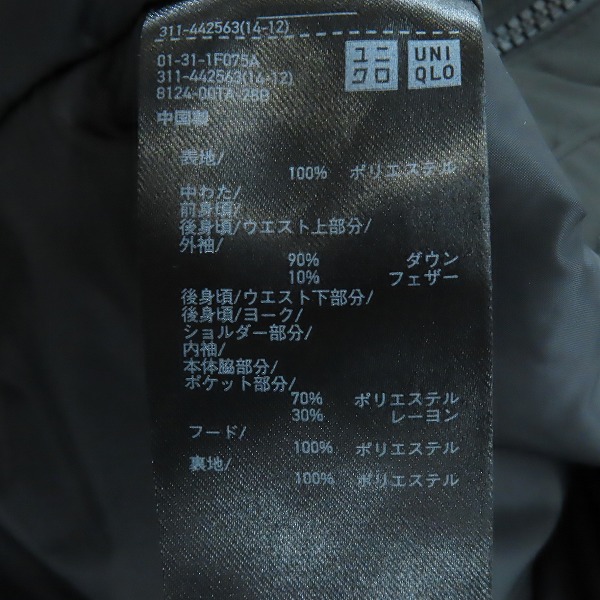 311-442563(14-12)
01-31-1F075A
311-442563(14-12)
8124-001A-28B
中国製
ユニ
クロ
UNI
QLO
表地/
100% ポリエステル
中わた/
前身頃/
後身頃/ウエスト上部分/
外袖/
90% ダウン
10% フェザー
後身頃/ウエスト下部分/
後身頃/ヨーク/
ショルダー部分/
内袖/
本体脇部分/
ポケット部分/
70% ポリエステル
30% レーヨン
フード/
100% ポリエステル
裏地/
100% ポリエステル